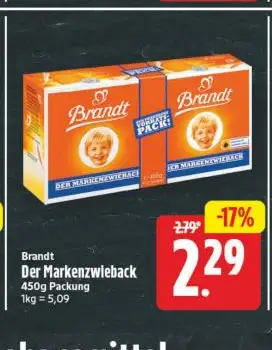 Brandt
Brandt
PACK!
DER MARKENZWIEBACK
DER MARKENZWIEBACK
-17%
2.79*
2.29
Brandt
Der Markenzwieback
450g Packung
1kg = 5,09